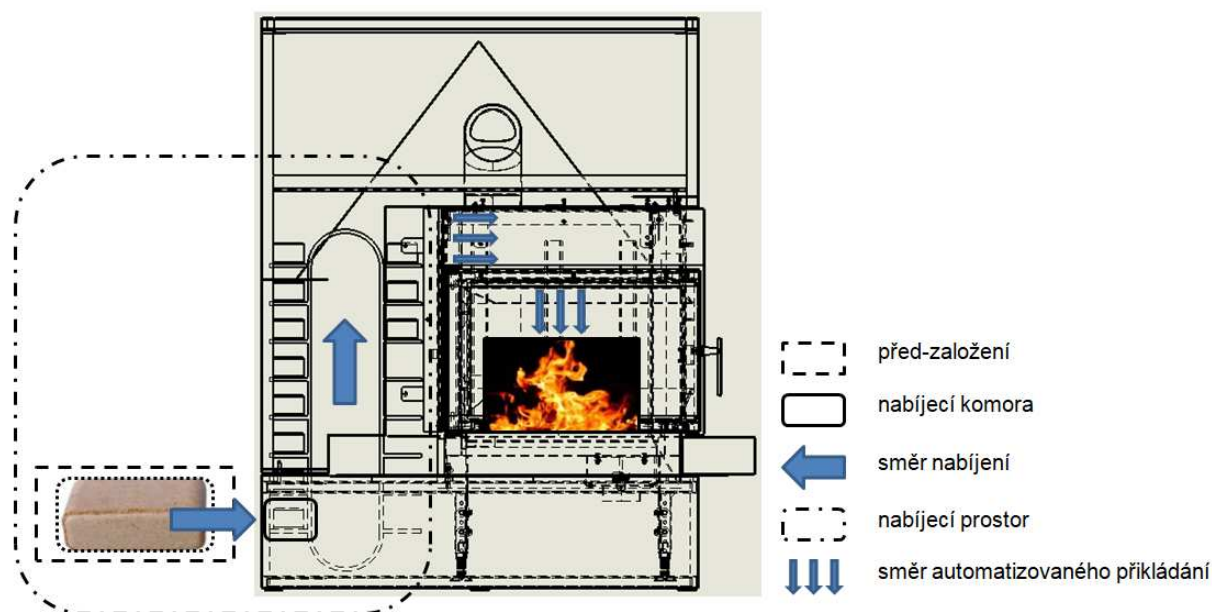 před-založení
nabíjecí komora
směr nabíjení
nabíjecí prostor
směr automatizovaného přikládání